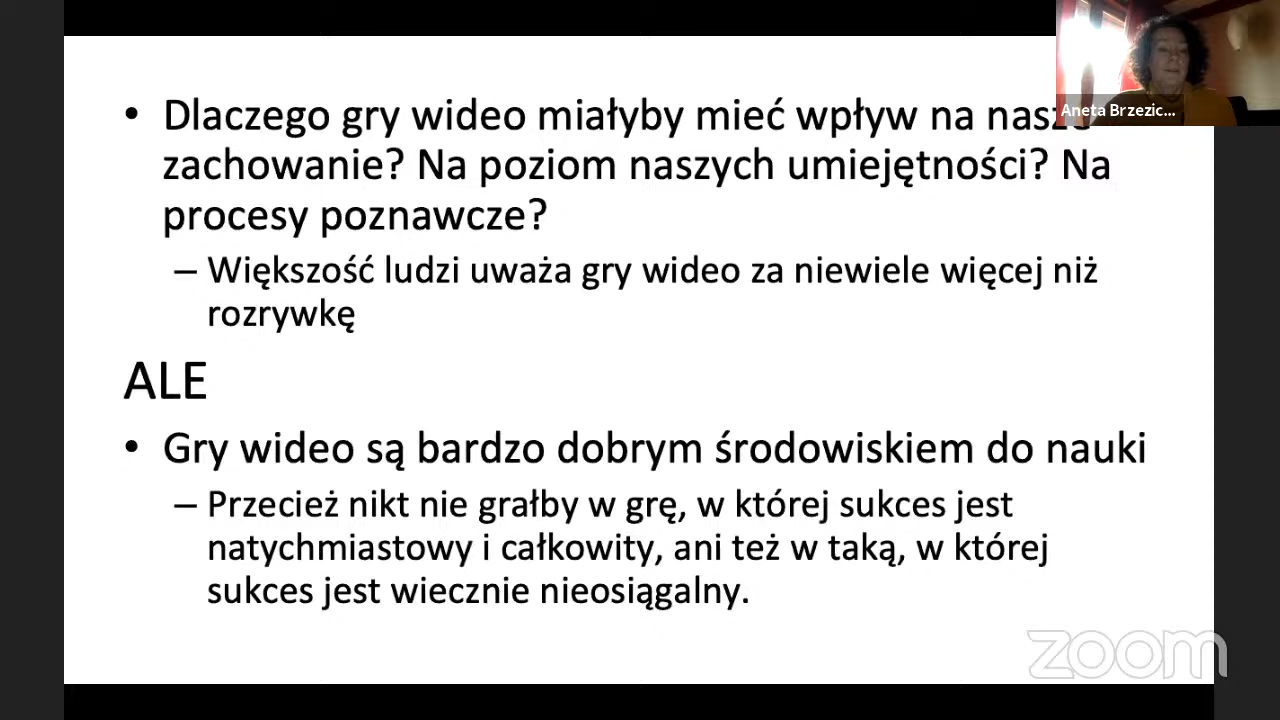 • Dlaczego gry wideo miałyby mieć wpływ na nasze
zachowanie? Na poziom naszych umiejętności? Na
procesy poznawcze?
– Większość ludzi uważa gry wideo za niewiele więcej niż
rozrywkę
ALE
• Gry wideo są bardzo dobrym środowiskiem do nauki
– Przecież nikt nie grałby w grę, w której sukces jest
natychmiastowy i całkowity, ani też w taką, w której
sukces jest wiecznie nieosiągalny.
Aneta Brzezic...
zoom